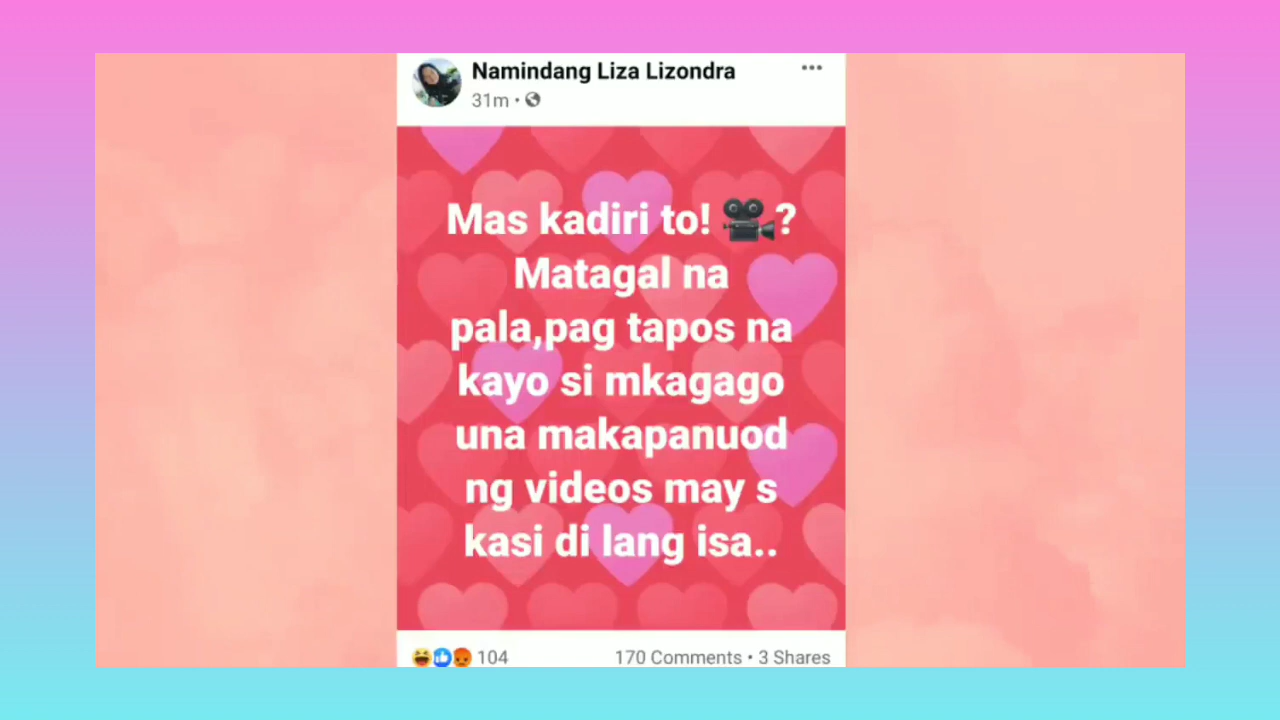 Namindang Liza Lizondra
31m •
Mas kadiri to! 🎥?
Matagal na
pala,pag tapos na
kayo si mkagago
una makapanuod
ng videos may s
kasi di lang isa..
104
170 Comments • 3 Shares